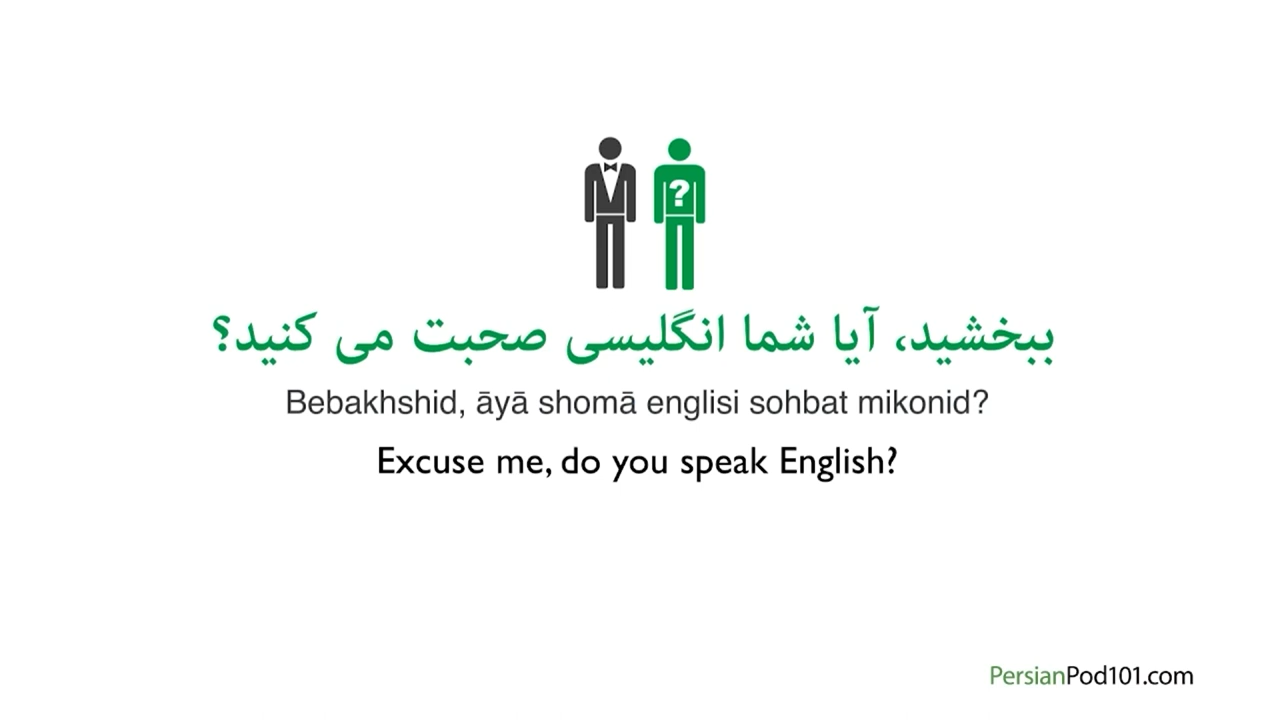 ?
ببخشید، آیا شما انگلیسی صحبت می کنید؟
Bebakhshid, āyā shomā englisi sohbat mikonid?
Excuse me, do you speak English?
PersianPod101.com